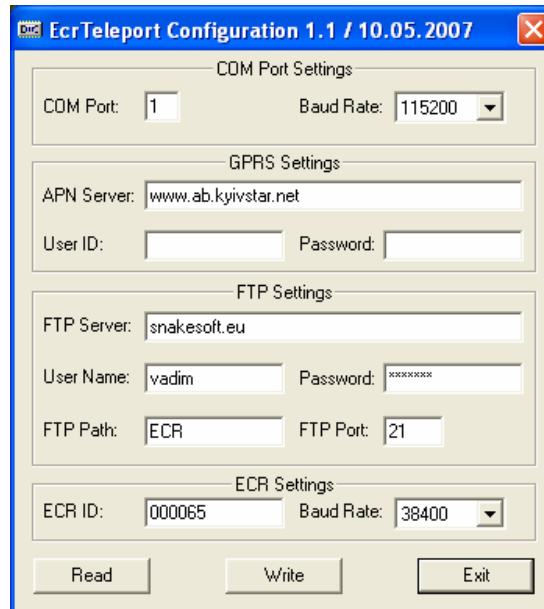 EcrTeleport Configuration 1.1 / 10.05.2007
COM Port Settings
COM Port: 1 Baud Rate: 115200
GPRS Settings
APN Server: www.ab.kyivstar.net
User ID: Password:
FTP Settings
FTP Server: snakesoft.eu
User Name: vadim Password: *******
FTP Path: ECR FTP Port: 21
ECR Settings
ECR ID: 000065 Baud Rate: 38400
Read Write Exit